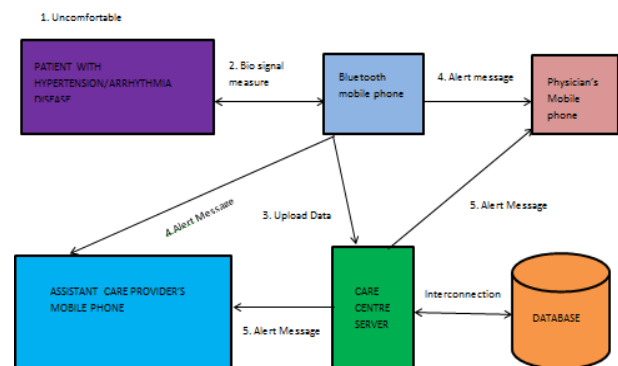 1. Uncomfortable
PATIENT WITH
HYPERTENSION/ARRHYTHMIA
DISEASE
2. Bio signal
measure
Bluetooth
mobile phone
4. Alert message
Physician's
Mobile
phone
4.Alert Message
3. Upload Data
5. Alert Message
ASSISTANT CARE PROVIDER'S
MOBILE PHONE
5. Alert Message
CARE
CENTRE
SERVER
Interconnection
DATABASE